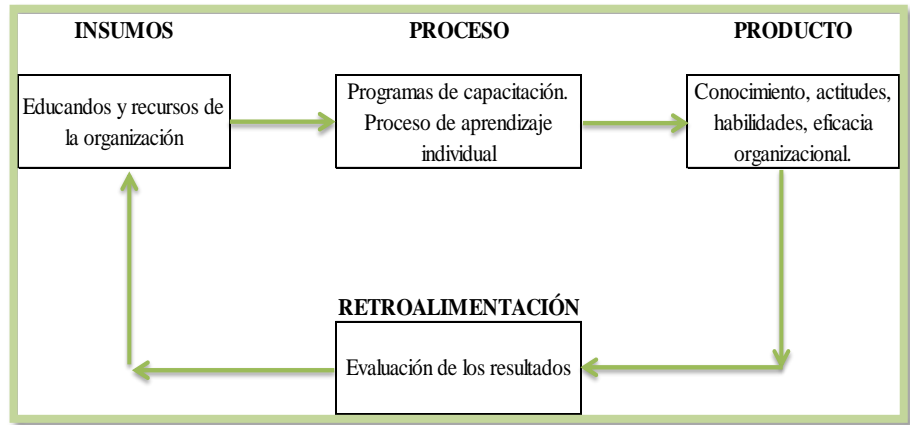 INSUMOS
PROCESO
PRODUCTO
Educandos y recursos de
la organización
Programas de capacitación.
Proceso de aprendizaje
individual
Conocimiento, actitudes,
habilidades, eficacia
organizacional.
RETROALIMENTACIÓN
Evaluación de los resultados